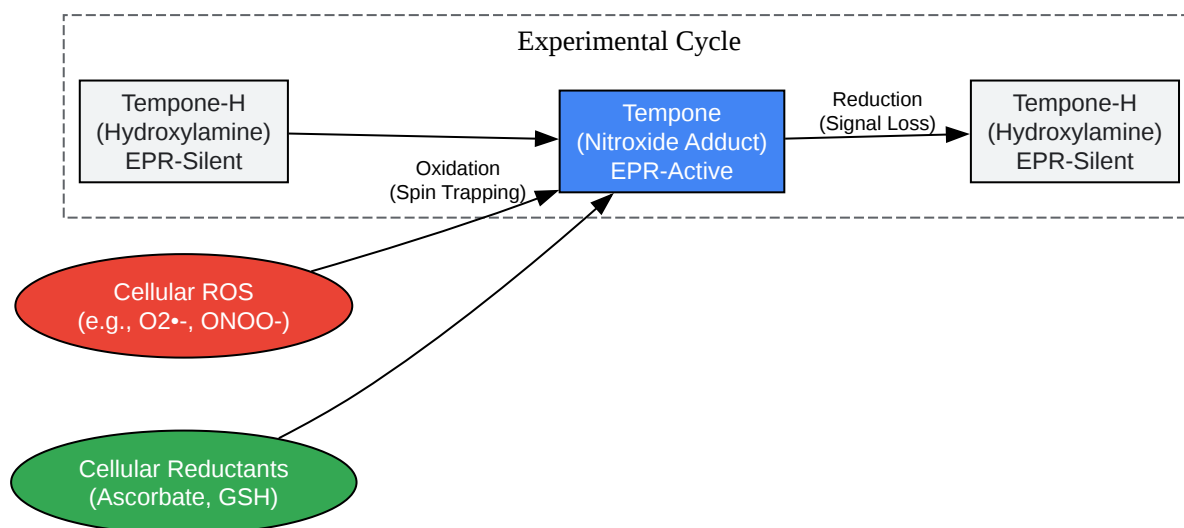 Experimental Cycle
Tempone-H
(Hydroxylamine)
EPR-Silent
Oxidation
(Spin Trapping)
Tempone
(Nitroxide Adduct)
EPR-Active
Reduction
(Signal Loss)
Tempone-H
(Hydroxylamine)
EPR-Silent
Cellular ROS
(e.g., O2•-, ONOO-)
Cellular Reductants
(Ascorbate, GSH)